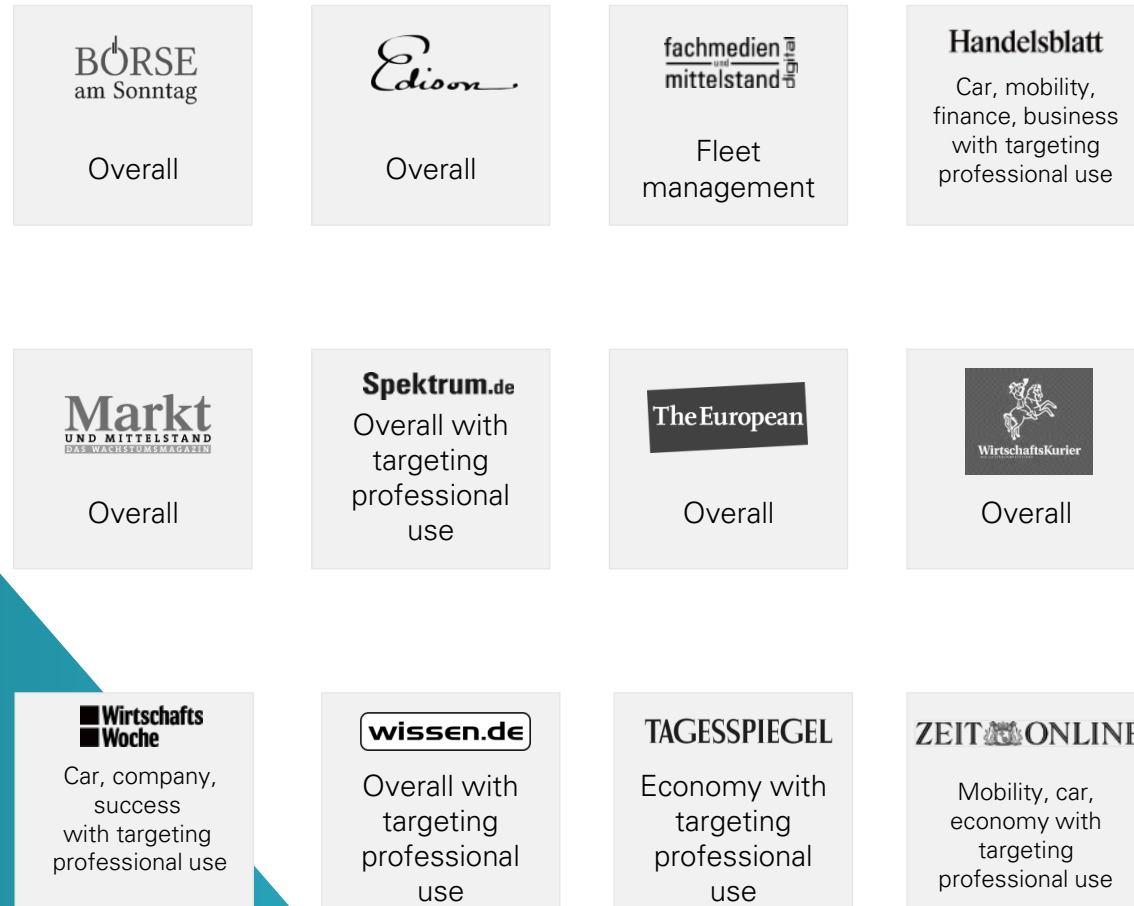 BÖRSE
am Sonntag
Overall
Edison
Overall
fachmedien
und
mittelstand
digital
Fleet
management
Handelsblatt
Car, mobility,
finance, business
with targeting
professional use
Markt
UND MITTELSTAND
DAS WACHSTUMSMAGAZIN
Overall
Spektrum.de
Overall with
targeting
professional
use
The European
Overall
WirtschaftsKurier
Overall
Wirtschafts
Woche
Car, company,
success
with targeting
professional use
wissen.de
Overall with
targeting
professional
use
TAGESSPIEGEL
Economy with
targeting
professional
use
ZEIT ONLINE
Mobility, car,
economy with
targeting
professional use